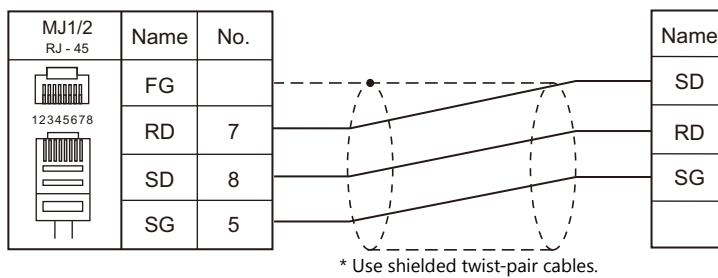 MJ1/2
RJ - 45
Name No.
FG
12345678
RD 7
SD 8
SG 5
Name
SD
RD
SG
* Use shielded twist-pair cables.